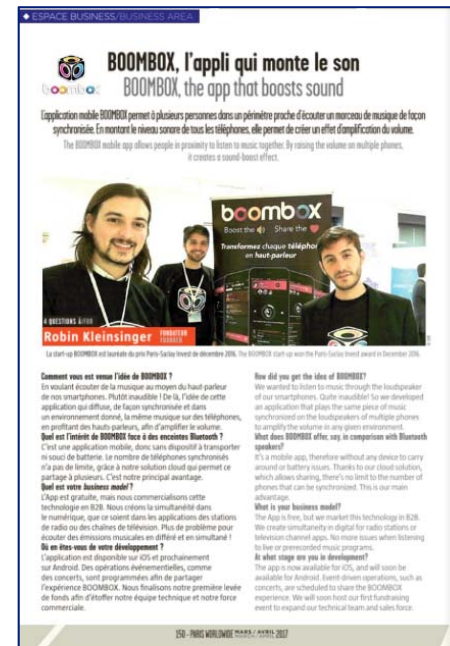 ◆ ESPACE BUSINESS/BUSINESS AREA
boombox
BOOMBOX, l'appli qui monte le son
BOOMBOX, the app that boosts sound
L'application mobile BOOMBOX permet à plusieurs personnes dans un périmètre proche d'écouter un morceau de musique de façon
synchronisée. En montant le niveau sonore de tous les téléphones, elle permet de créer un effet d'amplification du volume.
The BOOMBOX mobile app allows people in proximity to listen to music together. By raising the volume on multiple phones,
it creates a sound-boost effect.
boombox
Boost the Share the
Transformez chaque téléphone
en haut-parleur
4 QUESTIONS À/FOR
Robin Kleinsinger FONDATEUR
FOUNDER
La start-up BOOMBOX est lauréate du prix Paris-Saclay Invest de décembre 2016. The BOOMBOX start-up won the Paris-Saclay Invest award in December 2016.
Comment vous est venue l'idée de BOOMBOX ?
En voulant écouter de la musique au moyen du haut-parleur
de nos smartphones. Plutôt inaudible ! De là, l'idée de cette
application qui diffuse, de façon synchronisée et dans
un environnement donné, la même musique sur des téléphones,
en profitant des hauts-parleurs, afin d'amplifier le volume.
Quel est l'intérêt de BOOMBOX face à des enceintes Bluetooth ?
C'est une application mobile, donc sans dispositif à transporter
ni souci de batterie. Le nombre de téléphones synchronisés
n'a pas de limite, grâce à notre solution cloud qui permet ce
partage à plusieurs. C'est notre principal avantage.
Quel est votre business model ?
L'App est gratuite, mais nous commercialisons cette
technologie en B2B. Nous créons la simultanéité dans
le numérique, que ce soient dans les applications des stations
de radio ou des chaînes de télévision. Plus de problème pour
écouter des émissions musicales en différé et en simultané !
Où en êtes-vous de votre développement ?
L'application est disponible sur iOS et prochainement
sur Android. Des opérations événementielles, comme
des concerts, sont programmées afin de partager
l'expérience BOOMBOX. Nous finalisons notre première levée
de fonds afin d'étoffer notre équipe technique et notre force
commerciale.
How did you get the idea of BOOMBOX?
We wanted to listen to music through the loudspeaker
of our smartphones. Quite inaudible! So we developed
an application that plays the same piece of music
synchronized on the loudspeakers of multiple phones
to amplify the volume in any given environment.
What does BOOMBOX offer, say, in comparison with Bluetooth
speakers?
It's a mobile app, therefore without any device to carry
around or battery issues. Thanks to our cloud solution,
which allows sharing, there's no limit to the number of
phones that can be synchronized. This is our main
advantage.
What is your business model?
The App is free, but we market this technology in B2B.
We create simultaneity in digital for radio stations or
television channel apps. No more issues when listening
to live or prerecorded music programs.
At what stage are you in development?
The app is now available for iOS, and will soon be
available for Android. Event driven operations, such as
concerts, are scheduled to share the BOOMBOX
experience. We will soon host our first fundraising
event to expand our technical team and sales force.
150 - PARIS WORLDWIDE MARS / AVRIL 2017
MARCH / APRIL